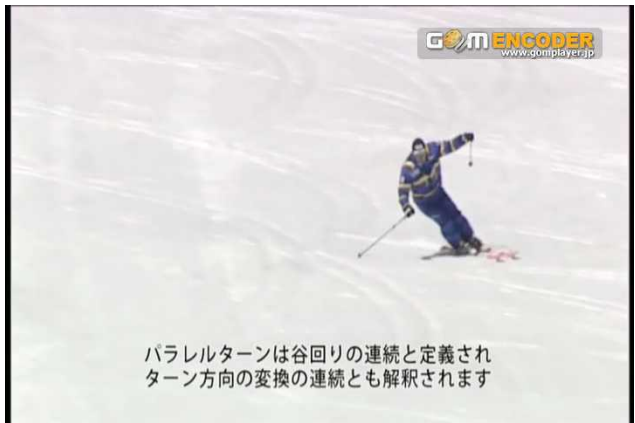 GOM ENCODER
www.gomplayer.jp
パラレルターンは谷回りの連続と定義され
ターン方向の変換の連続とも解釈されます